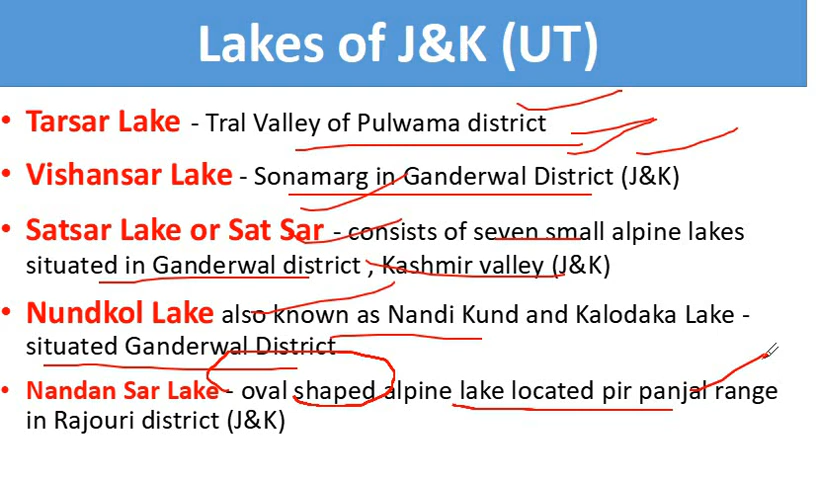 Lakes of J&K (UT)
• Tarsar Lake - Tral Valley of Pulwama district
• Vishansar Lake - Sonamarg in Ganderwal District (J&K)
• Satsar Lake or Sat Sar - consists of seven small alpine lakes
situated in Ganderwal district , Kashmir valley (J&K)
• Nundkol Lake also known as Nandi Kund and Kalodaka Lake -
situated Ganderwal District
• Nandan Sar Lake - oval shaped alpine lake located pir panjal range
in Rajouri district (J&K)